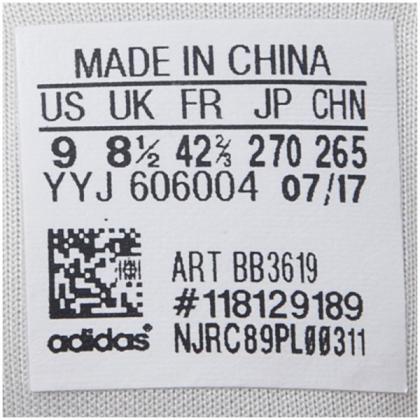 MADE IN CHINA
US UK FR JP CHN
9 8½ 42⅔ 270 265
YYJ 606004 07/17
ART BB3619
#118129189
adidas® NJRC89PL00311